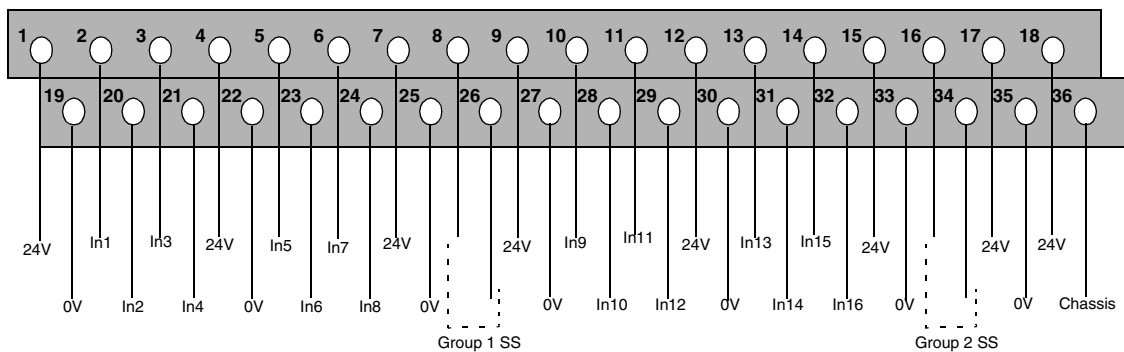 1 2 3 4 5 6 7 8 9 10 11 12 13 14 15 16 17 18
19 20 21 22 23 24 25 26 27 28 29 30 31 32 33 34 35 36
24V In1 In3 24V In5 In7 24V 24V In9 In11 24V In13 In15 24V 24V 24V
0V In2 In4 0V In6 In8 0V 0V In10 In12 0V In14 In16 0V 0V Chassis
Group 1 SS Group 2 SS